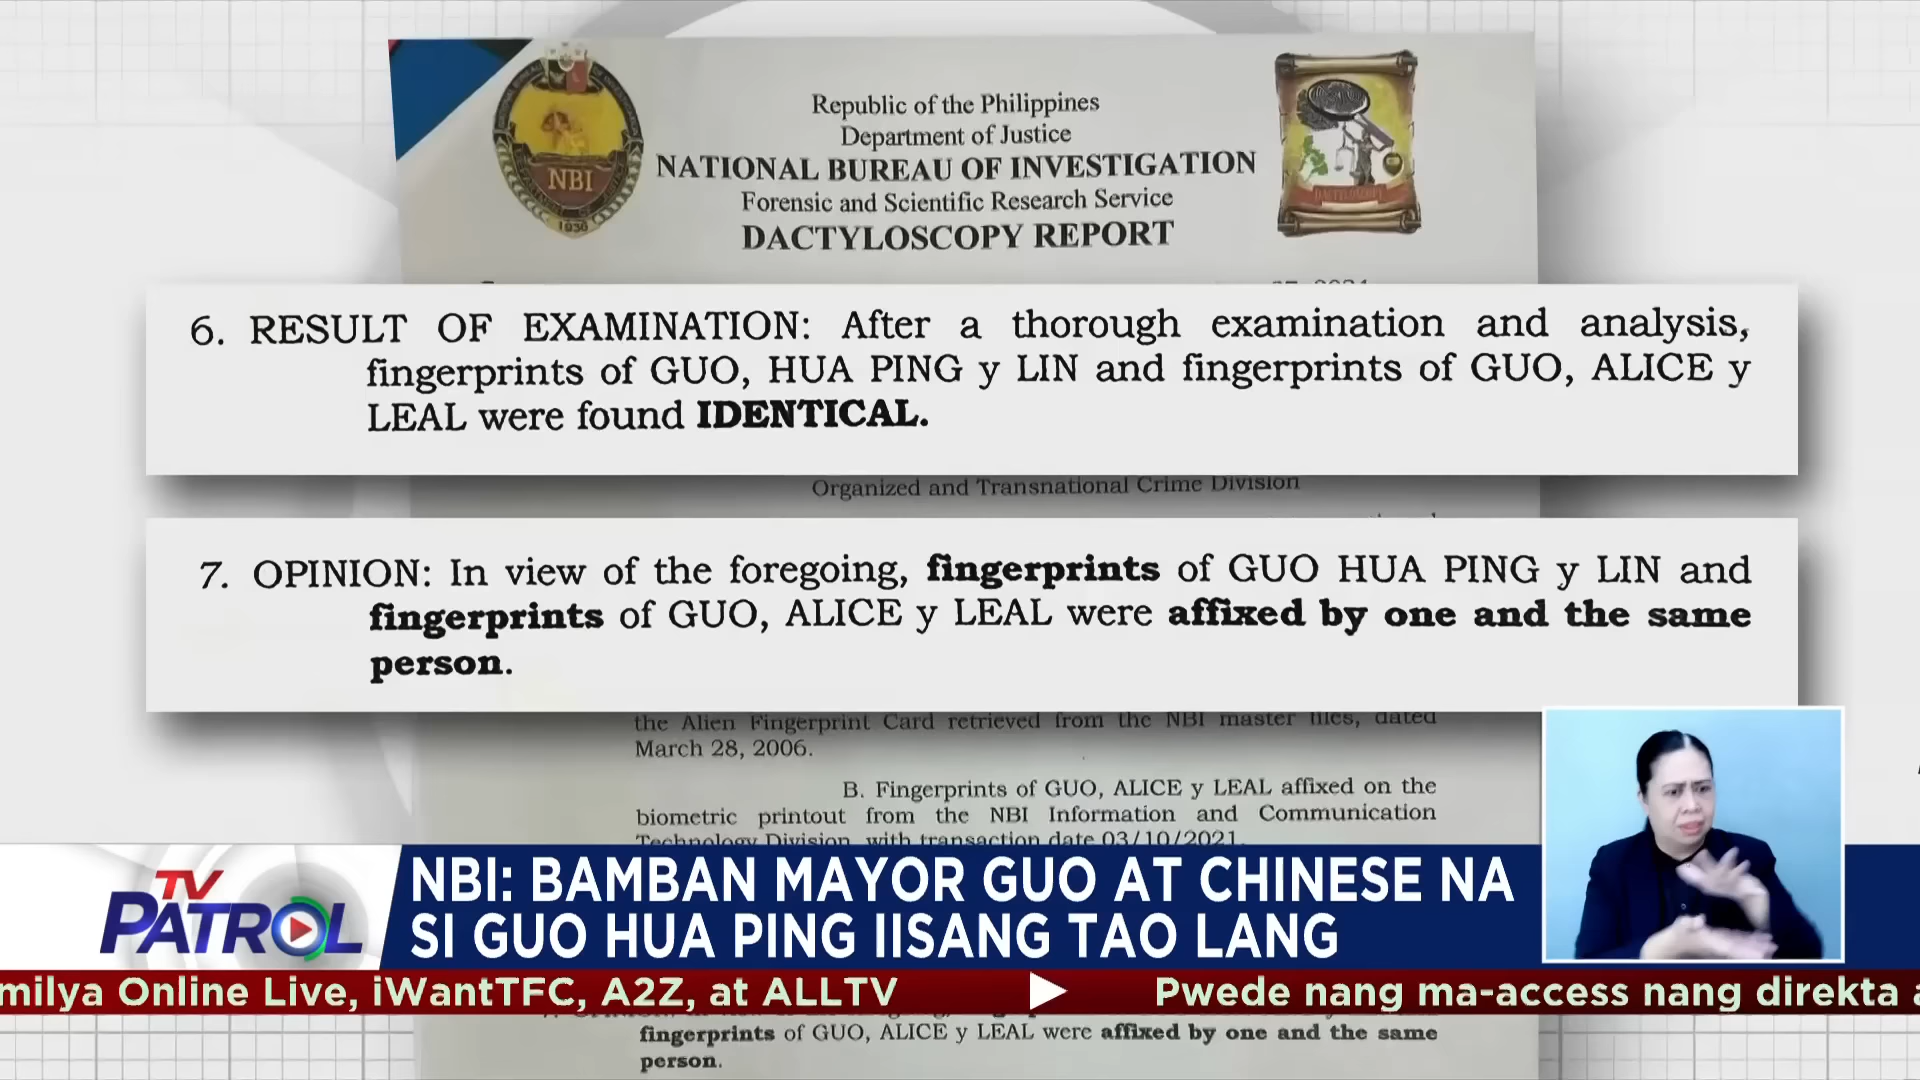 Republic of the Philippines
Department of Justice
NATIONAL BUREAU OF INVESTIGATION
Forensic and Scientific Research Service
DACTYLOSCOPY REPORT
NBI
1936
DACTYLOSCOPY
6. RESULT OF EXAMINATION: After a thorough examination and analysis,
fingerprints of GUO, HUA PING y LIN and fingerprints of GUO, ALICE y
LEAL were found IDENTICAL.
Organized and Transnational Crime Division
7. OPINION: In view of the foregoing, fingerprints of GUO HUA PING y LIN and
fingerprints of GUO, ALICE y LEAL were affixed by one and the same
person.
the Alien Fingerprint Card retrieved from the NBI master files, dated
March 28, 2006.
B. Fingerprints of GUO, ALICE y LEAL affixed on the
biometric printout from the NBI Information and Communication
Technology Division, with transaction date 03/10/2021.
TV PATROL
NBI: BAMBAN MAYOR GUO AT CHINESE NA
SI GUO HUA PING IISANG TAO LANG
milya Online Live, iWantTFC, A2Z, at ALLTV ▶ Pwede nang ma-access nang direkta a
fingerprints of GUO, ALICE y LEAL were affixed by one and the same
person.